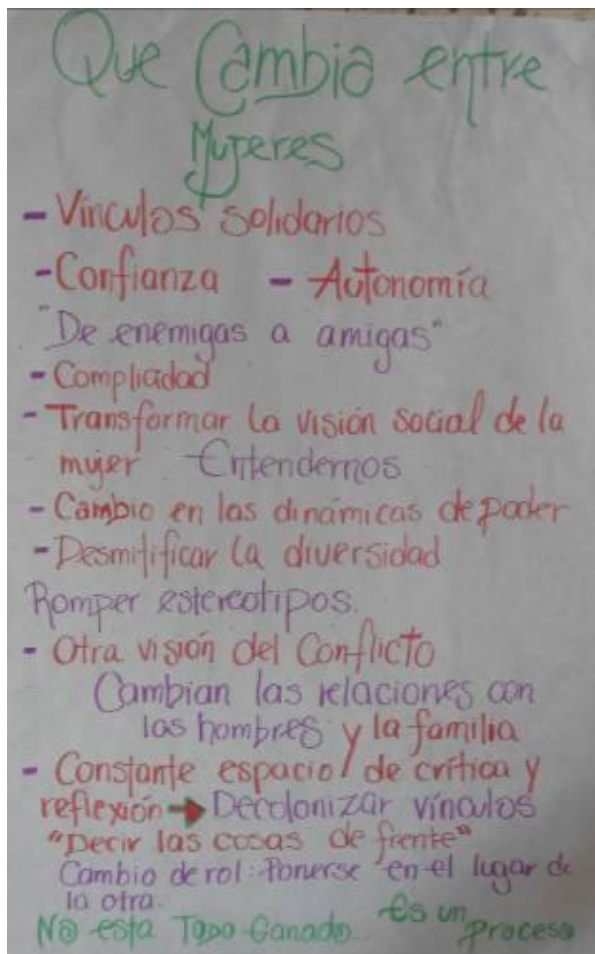 Que Cambia entre
Mujeres
- Vínculos solidarios
- Confianza - Autonomía
"De enemigas a amigas"
- Complicidad
- Transformar la visión social de la
mujer Entendernos
- Cambio en las dinámicas de poder
- Desmitificar la diversidad
Romper estereotipos.
- Otra visión del Conflicto
Cambian las relaciones con
los hombres y la familia
- Constante espacio de crítica y
reflexión → Decolonizar vínculos
"Decir las cosas de frente"
Cambio de rol: Ponerse en el lugar de
la otra.
No esta Todo Ganado... Es un
proceso